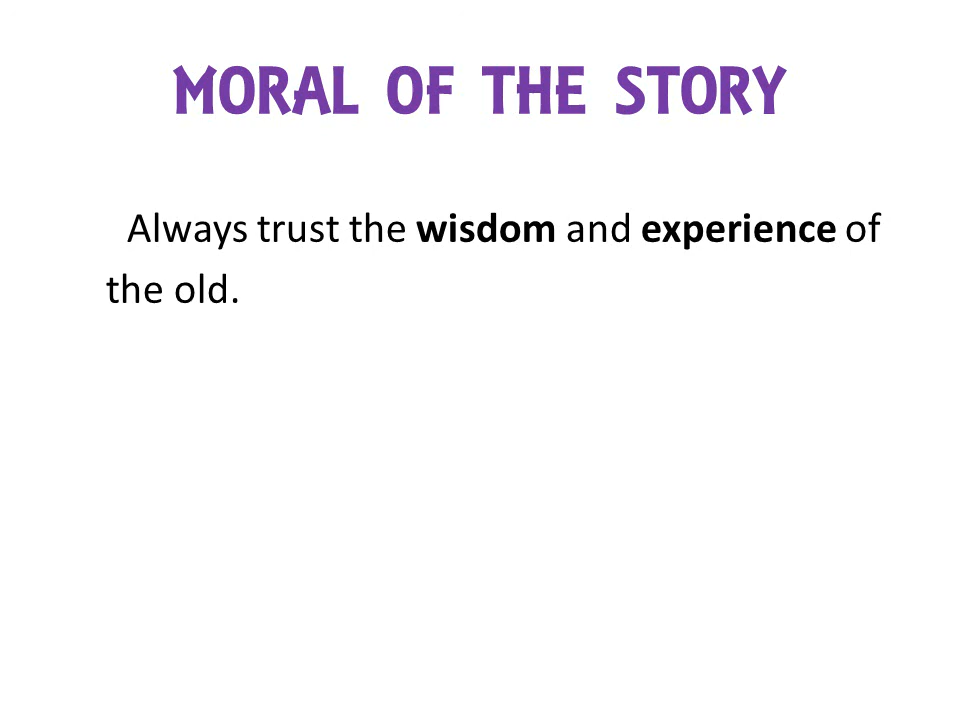 MORAL OF THE STORY
Always trust the wisdom and experience of
the old.